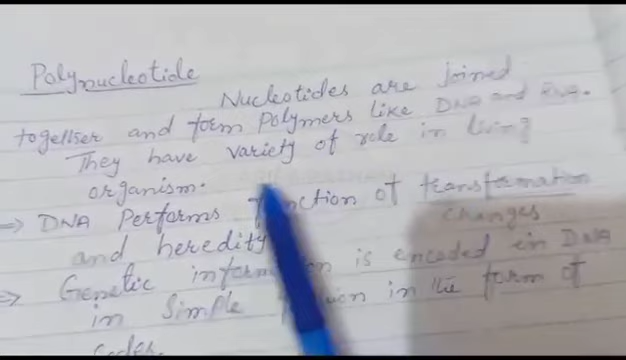 Polynucleotide
Nucleotides are joined
together and form Polymers like DNA and RNA.
They have variety of role in living
organism.
→ DNA Performs function of transformation
changes
and heredity
→ Genetic information is encoded in DNA
in Simple in the form of
codes.